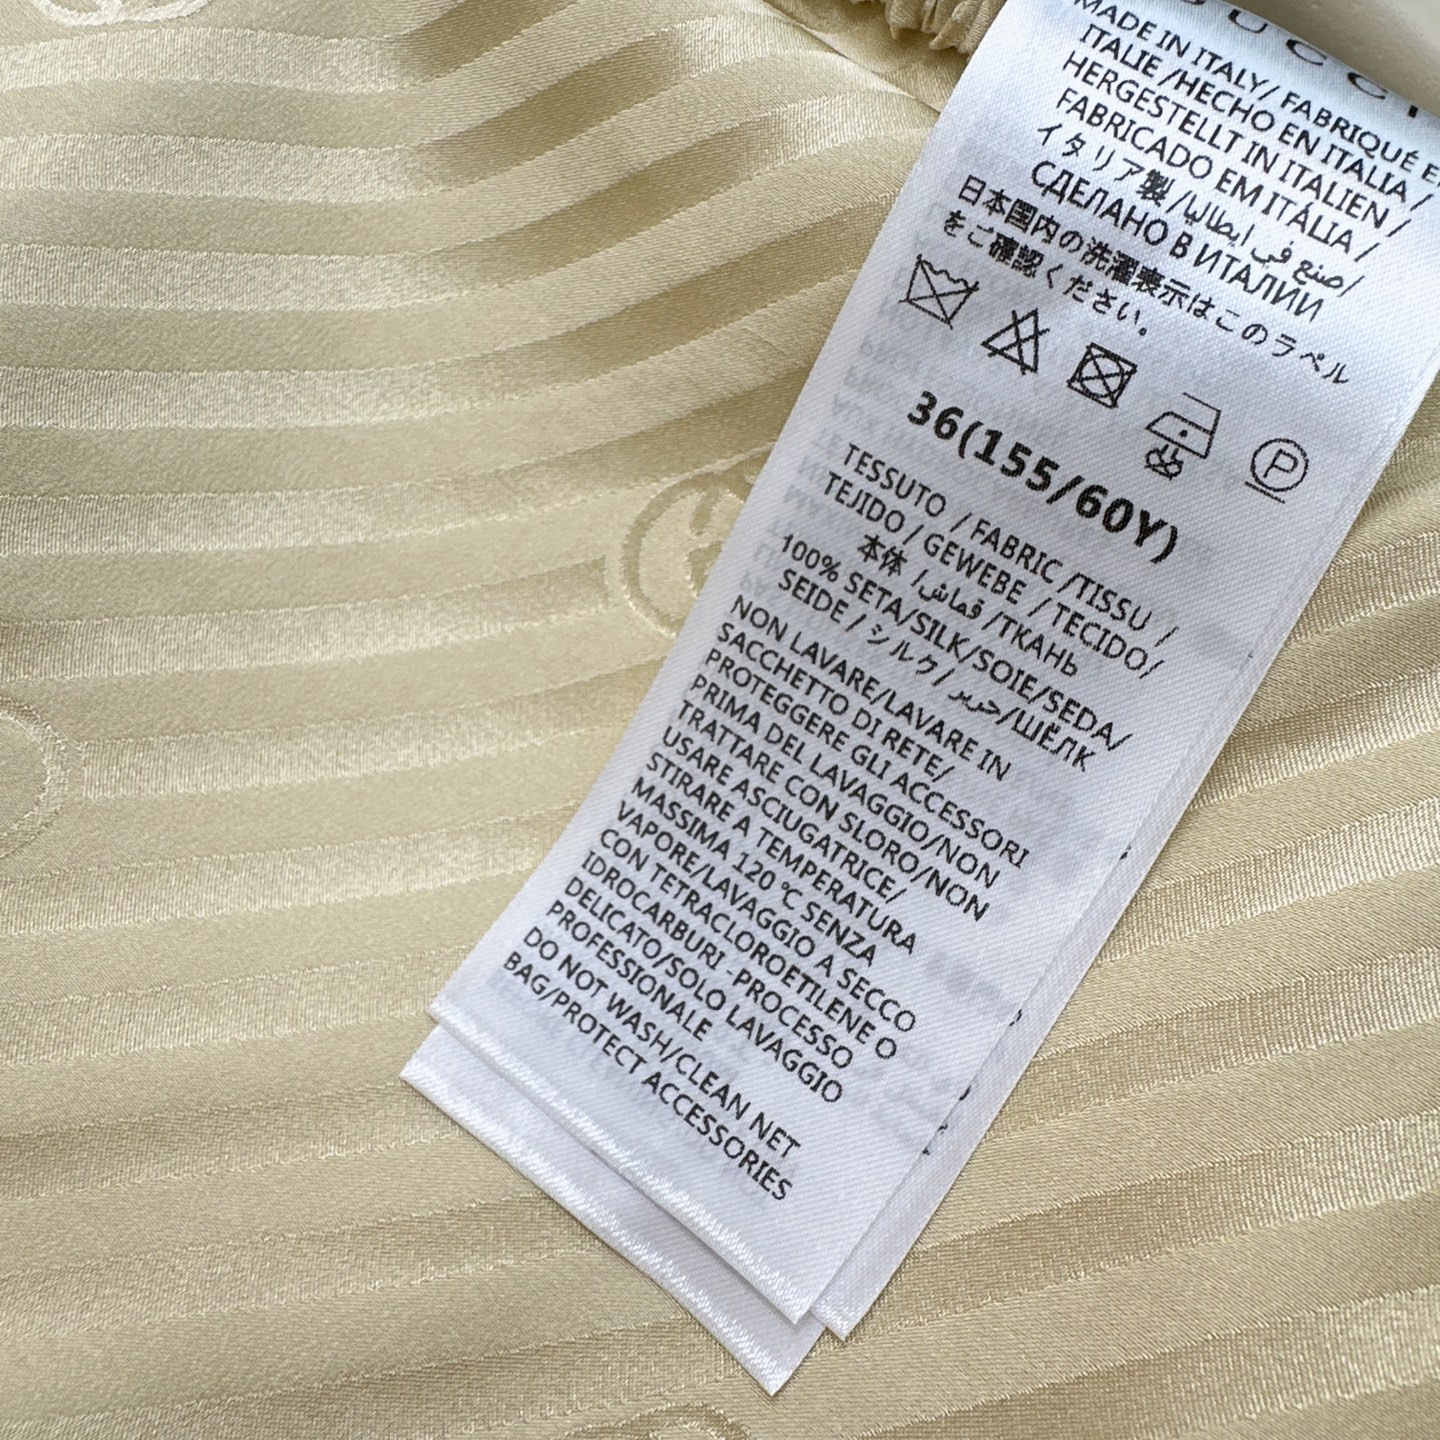 GUCCI
MADE IN ITALY/ FABRIQUÉ E
ITALIE /HECHO EN ITALIA /
HERGESTELLT IN ITALIEN /
FABRICADO EM ITÁLIA /
イタリア製 /صنع في ايطاليا/
СДЕЛАНО В ИТАЛИИ
日本国内の洗濯表示はこのラベル
をご確認ください。
P
36(155/60Y)
TESSUTO / FABRIC /TISSU /
TEJIDO / GEWEBE / TECIDO/
本体 /قماش /ТКАНЬ
100% SETA/SILK/SOIE/SEDA/
SEIDE / シルク/ حرير/ШЁЛК
NON LAVARE/LAVARE IN
SACCHETTO DI RETE/
PROTEGGERE GLI ACCESSORI
PRIMA DEL LAVAGGIO/NON
TRATTARE CON SLORO/NON
USARE ASCIUGATRICE/
STIRARE A TEMPERATURA
MASSIMA 120 ℃ SENZA
VAPORE/LAVAGGIO A SECCO
CON TETRACLOROETILENE O
IDROCARBURI -PROCESSO
DELICATO/SOLO LAVAGGIO
PROFESSIONALE
DO NOT WASH/CLEAN NET
BAG/PROTECT ACCESSORIES